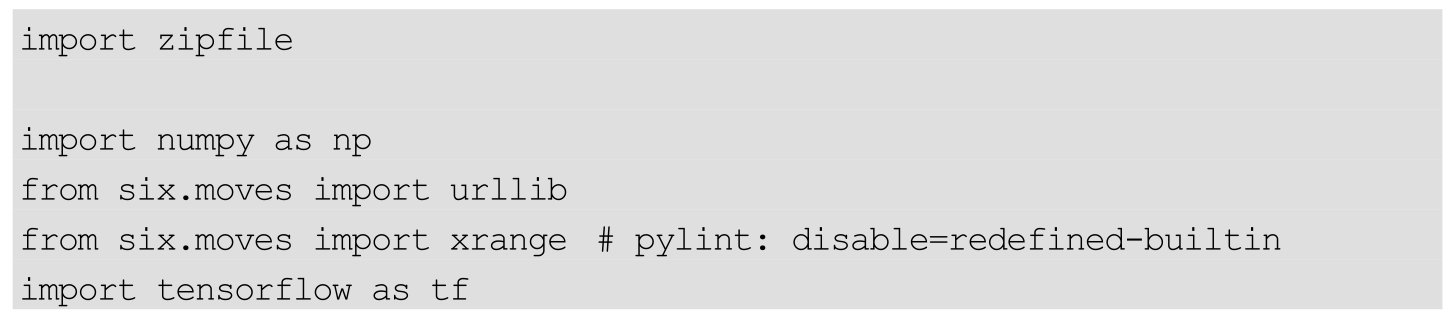 import zipfile

import numpy as np
from six.moves import urllib
from six.moves import xrange  # pylint: disable=redefined-builtin
import tensorflow as tf